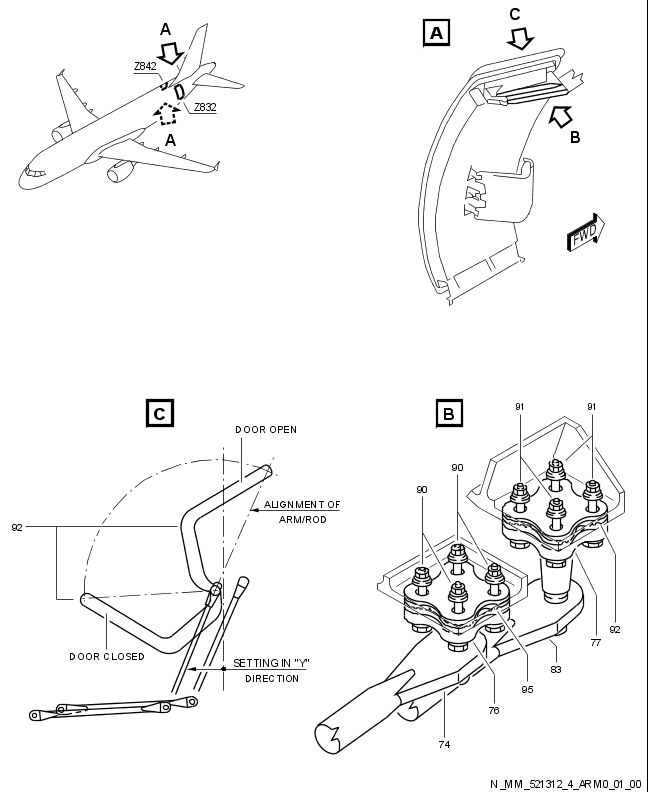 A
Z842
Z832
A
A
C
B
FWD
C
DOOR OPEN
ALIGNMENT OF
ARM/ROD
92
DOOR CLOSED
SETTING IN "Y"
DIRECTION
B
91
91
90
90
92
77
83
95
76
74
N_MM_521312_4_ARM0_01_00